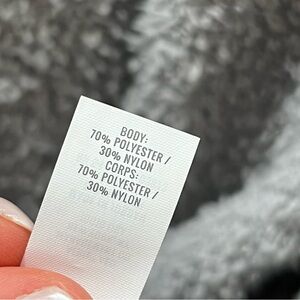 BODY:
70% POLYESTER /
30% NYLON
CORPS:
70% POLYESTER /
30% NYLON